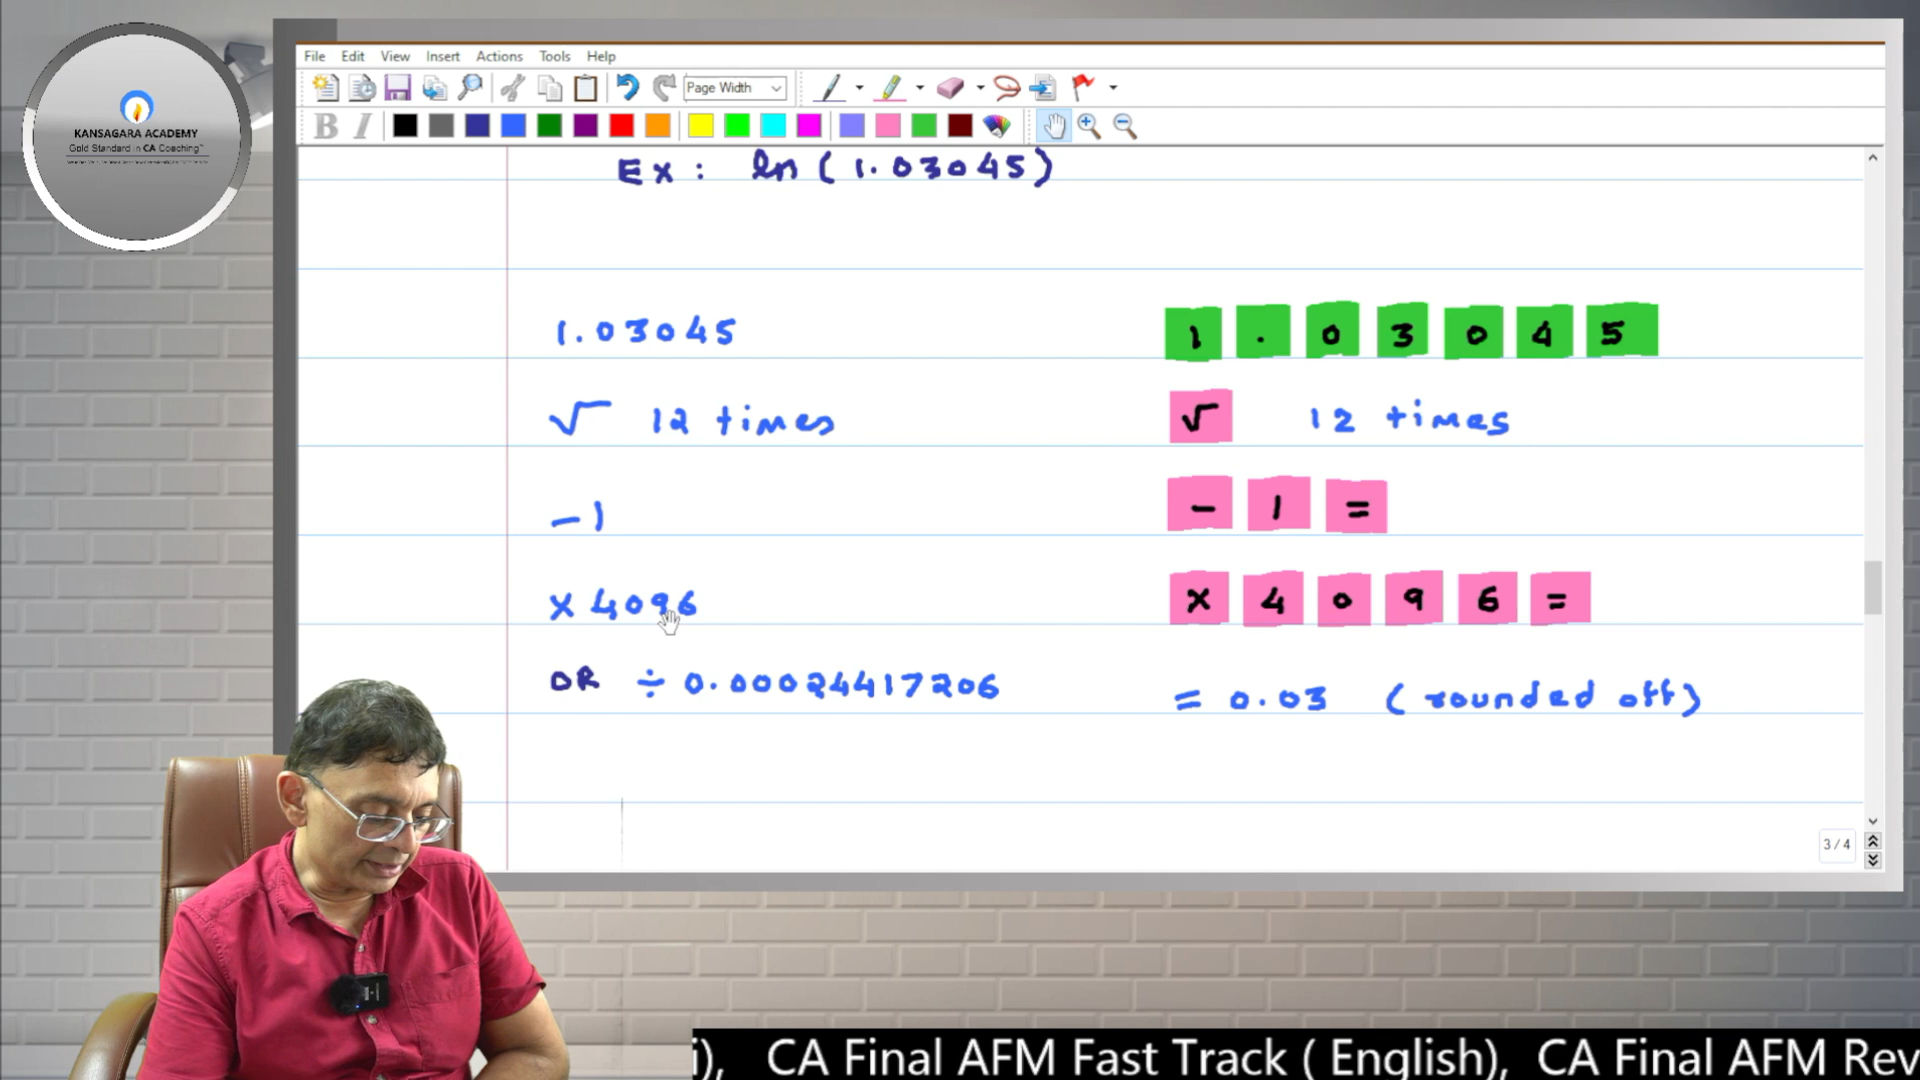 KANSAGARA ACADEMY
Gold Standard in CA Coaching™
File Edit View Insert Actions Tools Help
Page Width
B I
Ex: ln (1.03045)
1.03045
1 . 0 3 0 4 5
√ 12 times
√ 12 times
-1
- 1 =
× 4096
× 4 0 9 6 =
OR ÷ 0.00024417206
= 0.03 (rounded off)
3 / 4
i), CA Final AFM Fast Track ( English), CA Final AFM Rev